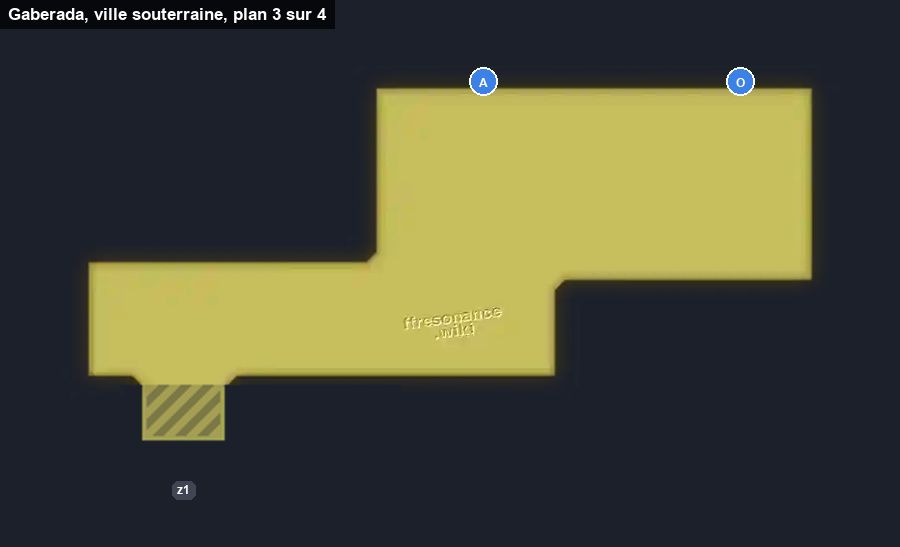 Gaberada, ville souterraine, plan 3 sur 4
A
O
ffresonance
.wiki
z1